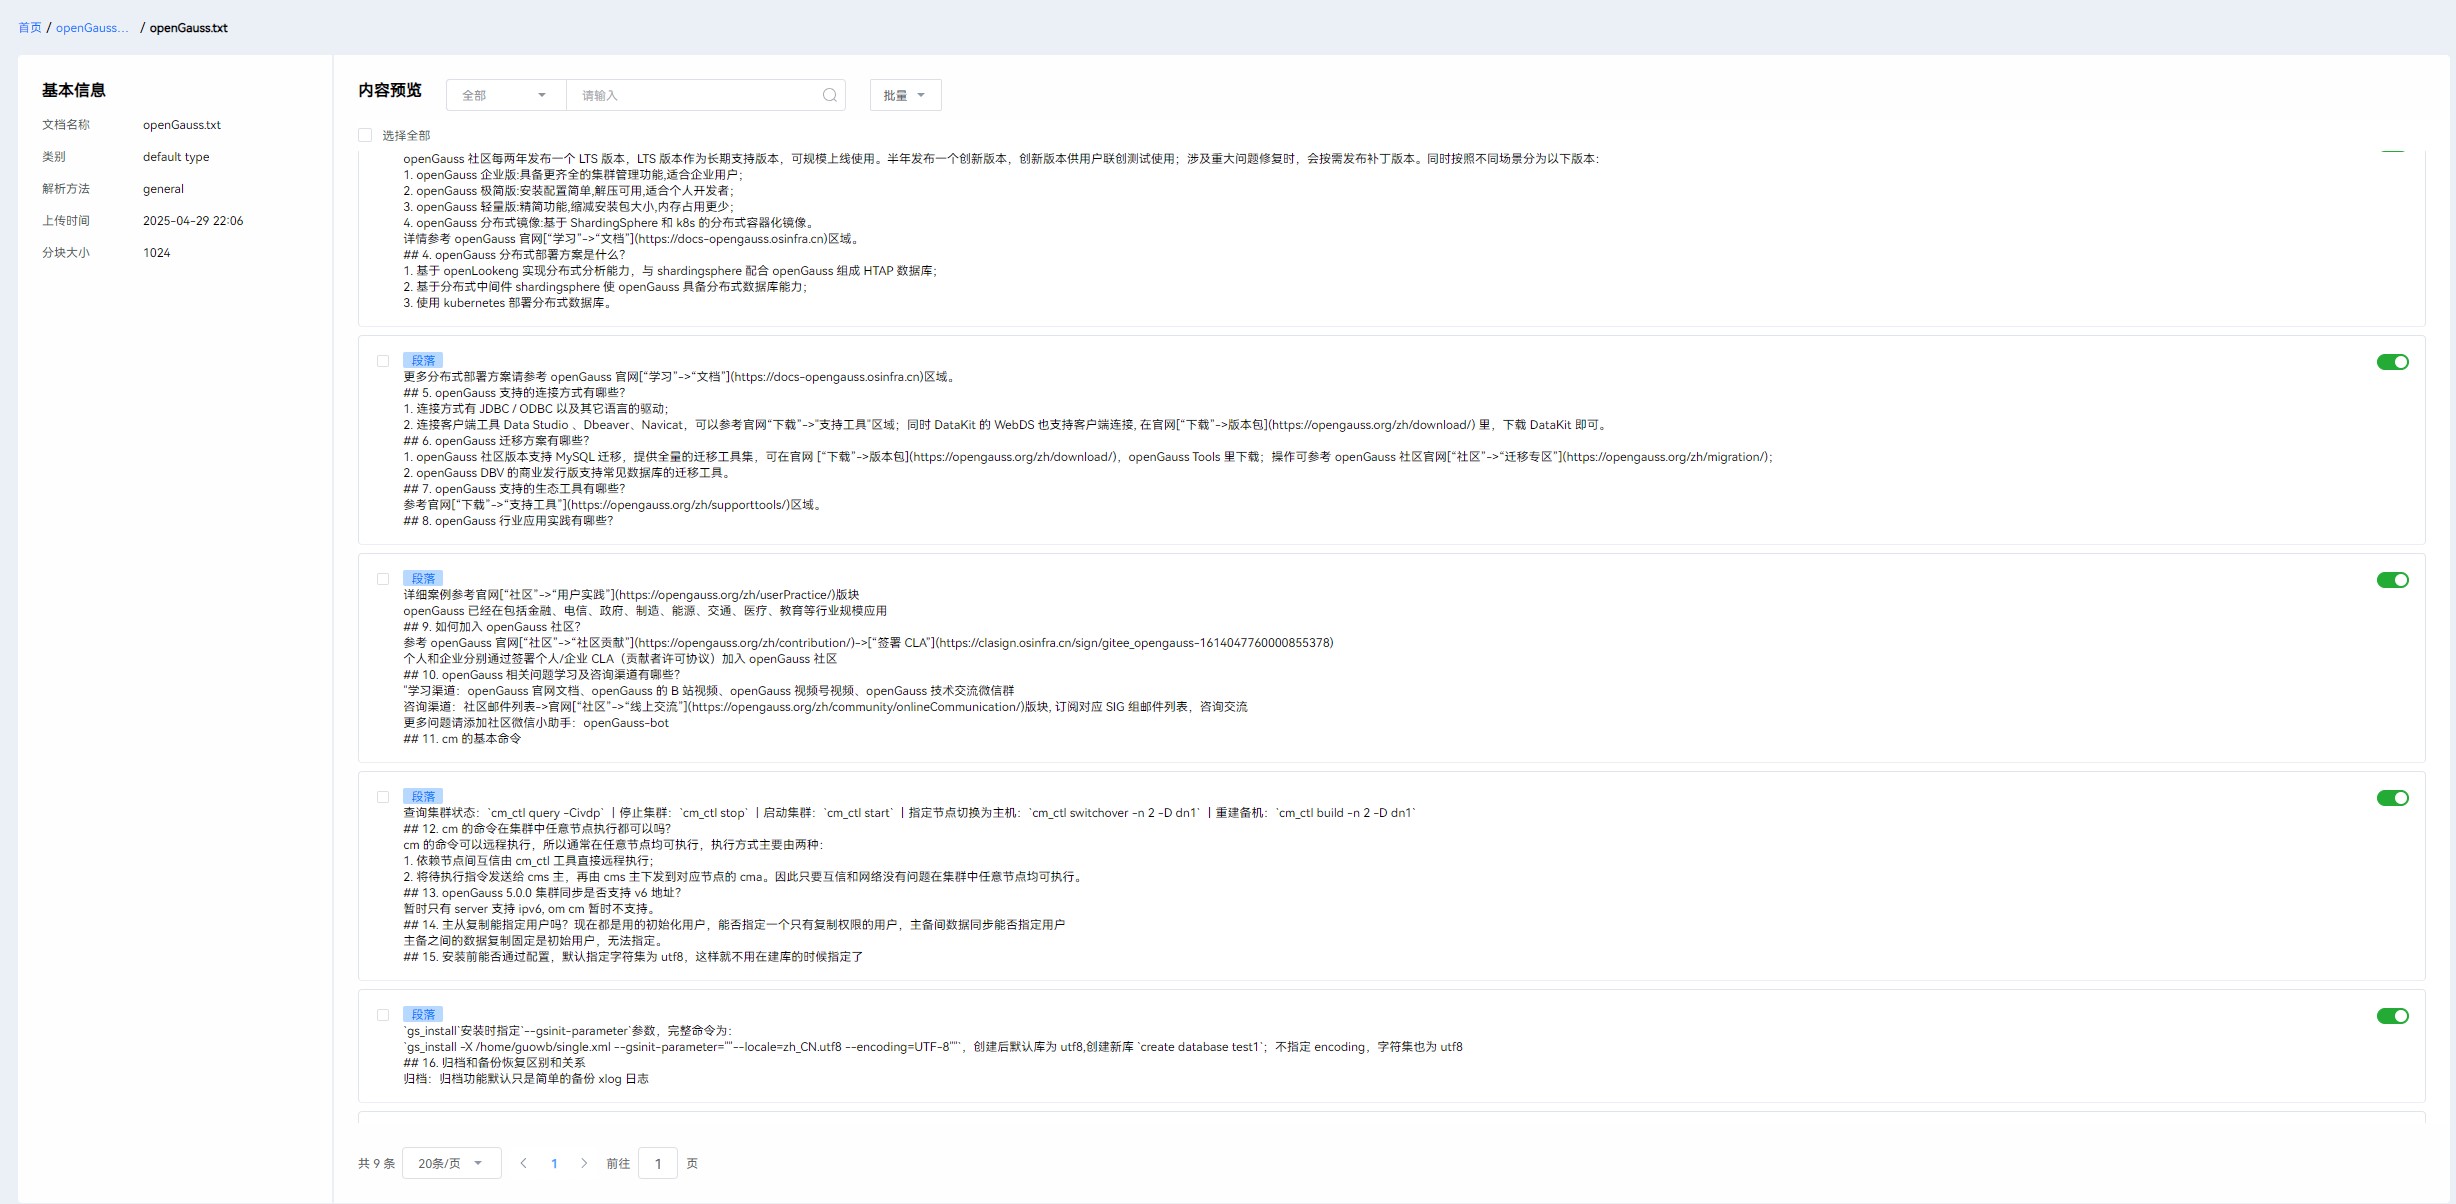 首页 / openGauss... / openGauss.txt
基本信息
文档名称 openGauss.txt
类别 default type
解析方法 general
上传时间 2025-04-29 22:06
分块大小 1024
内容预览 全部 请输入 批量
选择全部
openGauss 社区每两年发布一个 LTS 版本，LTS 版本作为长期支持版本，可规模上线使用。半年发布一个创新版本，创新版本供用户联创测试使用；涉及重大问题修复时，会按需发布补丁版本。同时按照不同场景分为以下版本：
1. openGauss 企业版:具备更齐全的集群管理功能,适合企业用户；
2. openGauss 极简版:安装配置简单,解压可用,适合个人开发者；
3. openGauss 轻量版:精简功能,缩减安装包大小,内存占用更少；
4. openGauss 分布式镜像:基于 ShardingSphere 和 k8s 的分布式容器化镜像。
详情参考 openGauss 官网[“学习”->“文档”](https://docs-opengauss.osinfra.cn)区域。
## 4. openGauss 分布式部署方案是什么？
1. 基于 openLookeng 实现分布式分析能力，与 shardingsphere 配合 openGauss 组成 HTAP 数据库；
2. 基于分布式中间件 shardingsphere 使 openGauss 具备分布式数据库能力；
3. 使用 kubernetes 部署分布式数据库。
段落
更多分布式部署方案请参考 openGauss 官网[“学习”->“文档”](https://docs-opengauss.osinfra.cn)区域。
## 5. openGauss 支持的连接方式有哪些？
1. 连接方式有 JDBC / ODBC 以及其它语言的驱动；
2. 连接客户端工具 Data Studio 、Dbeaver、Navicat，可以参考官网“下载”->“支持工具”区域；同时 DataKit 的 WebDS 也支持客户端连接, 在官网[“下载”->版本包](https://opengauss.org/zh/download/) 里，下载 DataKit 即可。
## 6. openGauss 迁移方案有哪些？
1. openGauss 社区版本支持 MySQL 迁移，提供全量的迁移工具集，可在官网 [“下载”->版本包](https://opengauss.org/zh/download/)，openGauss Tools 里下载；操作可参考 openGauss 社区官网[“社区”->“迁移专区”](https://opengauss.org/zh/migration/)；
2. openGauss DBV 的商业发行版支持常见数据库的迁移工具。
## 7. openGauss 支持的生态工具有哪些？
参考官网[“下载”->“支持工具”](https://opengauss.org/zh/supporttools/)区域。
## 8. openGauss 行业应用实践有哪些？
段落
详细案例参考官网[“社区”->“用户实践”](https://opengauss.org/zh/userPractice/)版块
openGauss 已经在包括金融、电信、政府、制造、能源、交通、医疗、教育等行业规模应用
## 9. 如何加入 openGauss 社区？
参考 openGauss 官网[“社区”->“社区贡献”](https://opengauss.org/zh/contribution/)->[“签署 CLA”](https://clasign.osinfra.cn/sign/gitee_opengauss-1614047760000855378)
个人和企业分别通过签署个人/企业 CLA（贡献者许可协议）加入 openGauss 社区
## 10. openGauss 相关问题学习及咨询渠道有哪些？
"学习渠道：openGauss 官网文档、openGauss 的 B 站视频、openGauss 视频号视频、openGauss 技术交流微信群
咨询渠道：社区邮件列表->官网[“社区”->“线上交流”](https://opengauss.org/zh/community/onlineCommunication/)版块, 订阅对应 SIG 组邮件列表，咨询交流
更多问题请添加社区微信小助手：openGauss-bot
## 11. cm 的基本命令
段落
查询集群状态：`cm_ctl query -Civdp` | 停止集群：`cm_ctl stop` | 启动集群：`cm_ctl start` | 指定节点切换为主机：`cm_ctl switchover -n 2 -D dn1` | 重建备机：`cm_ctl build -n 2 -D dn1`
## 12. cm 的命令在集群中任意节点执行都可以吗？
cm 的命令可以远程执行，所以通常在任意节点均可执行，执行方式主要由两种：
1. 依赖节点间互信由 cm_ctl 工具直接远程执行；
2. 将待执行指令发送给 cms 主，再由 cms 主下发到对应节点的 cma。因此只要互信和网络没有问题在集群中任意节点均可执行。
## 13. openGauss 5.0.0 集群同步是否支持 v6 地址？
暂时只有 server 支持 ipv6, om cm 暂时不支持。
## 14. 主从复制能指定用户吗？现在都是用的初始化用户，能否指定一个只有复制权限的用户，主备间数据同步能否指定用户
主备之间的数据复制固定是初始用户，无法指定。
## 15. 安装前能否通过配置，默认指定字符集为 utf8，这样就不用在建库的时候指定了
段落
`gs_install`安装时指定`--gsinit-parameter`参数，完整命令为：
`gs_install -X /home/guowb/single.xml --gsinit-parameter=""--locale=zh_CN.utf8 --encoding=UTF-8""`，创建后默认库为 utf8,创建新库 `create database test1`；不指定 encoding，字符集也为 utf8
## 16. 归档和备份恢复区别和关系
归档：归档功能默认只是简单的备份 xlog 日志
共 9 条 20条/页 1 前往 1 页